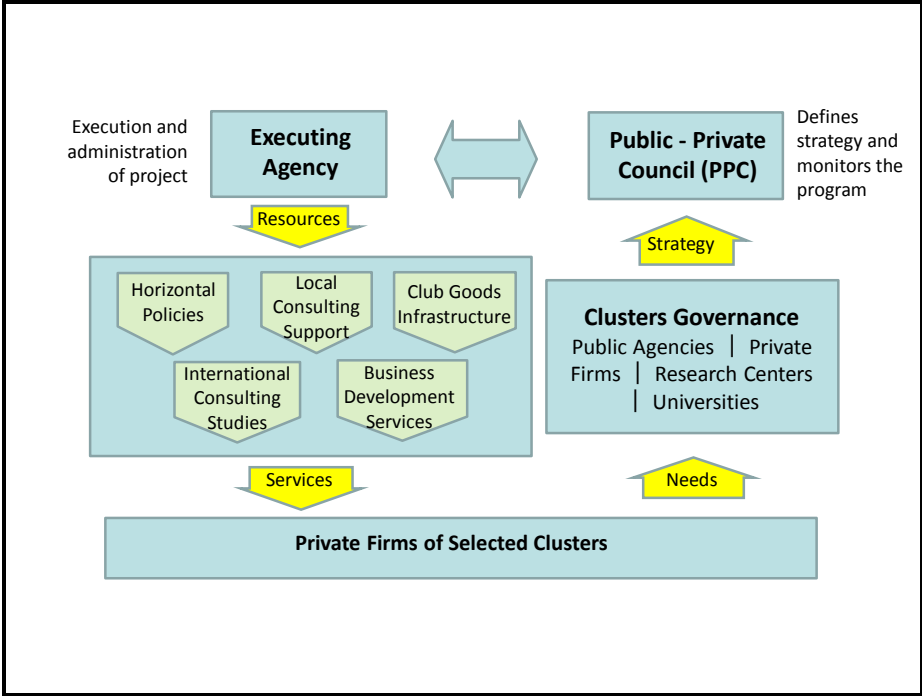 Execution and
administration
of project
Executing
Agency
Public - Private
Council (PPC)
Defines
strategy and
monitors the
program
Resources
Strategy
Horizontal
Policies
Local
Consulting
Support
Club Goods
Infrastructure
International
Consulting
Studies
Business
Development
Services
Clusters Governance
Public Agencies | Private
Firms | Research Centers
| Universities
Services
Needs
Private Firms of Selected Clusters